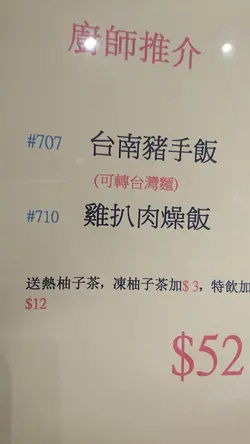 廚師推介
#707 台南豬手飯
(可轉台灣麵)
#710 雞扒肉燥飯
送熱柚子茶，凍柚子茶加$3，特飲加
$12
$52